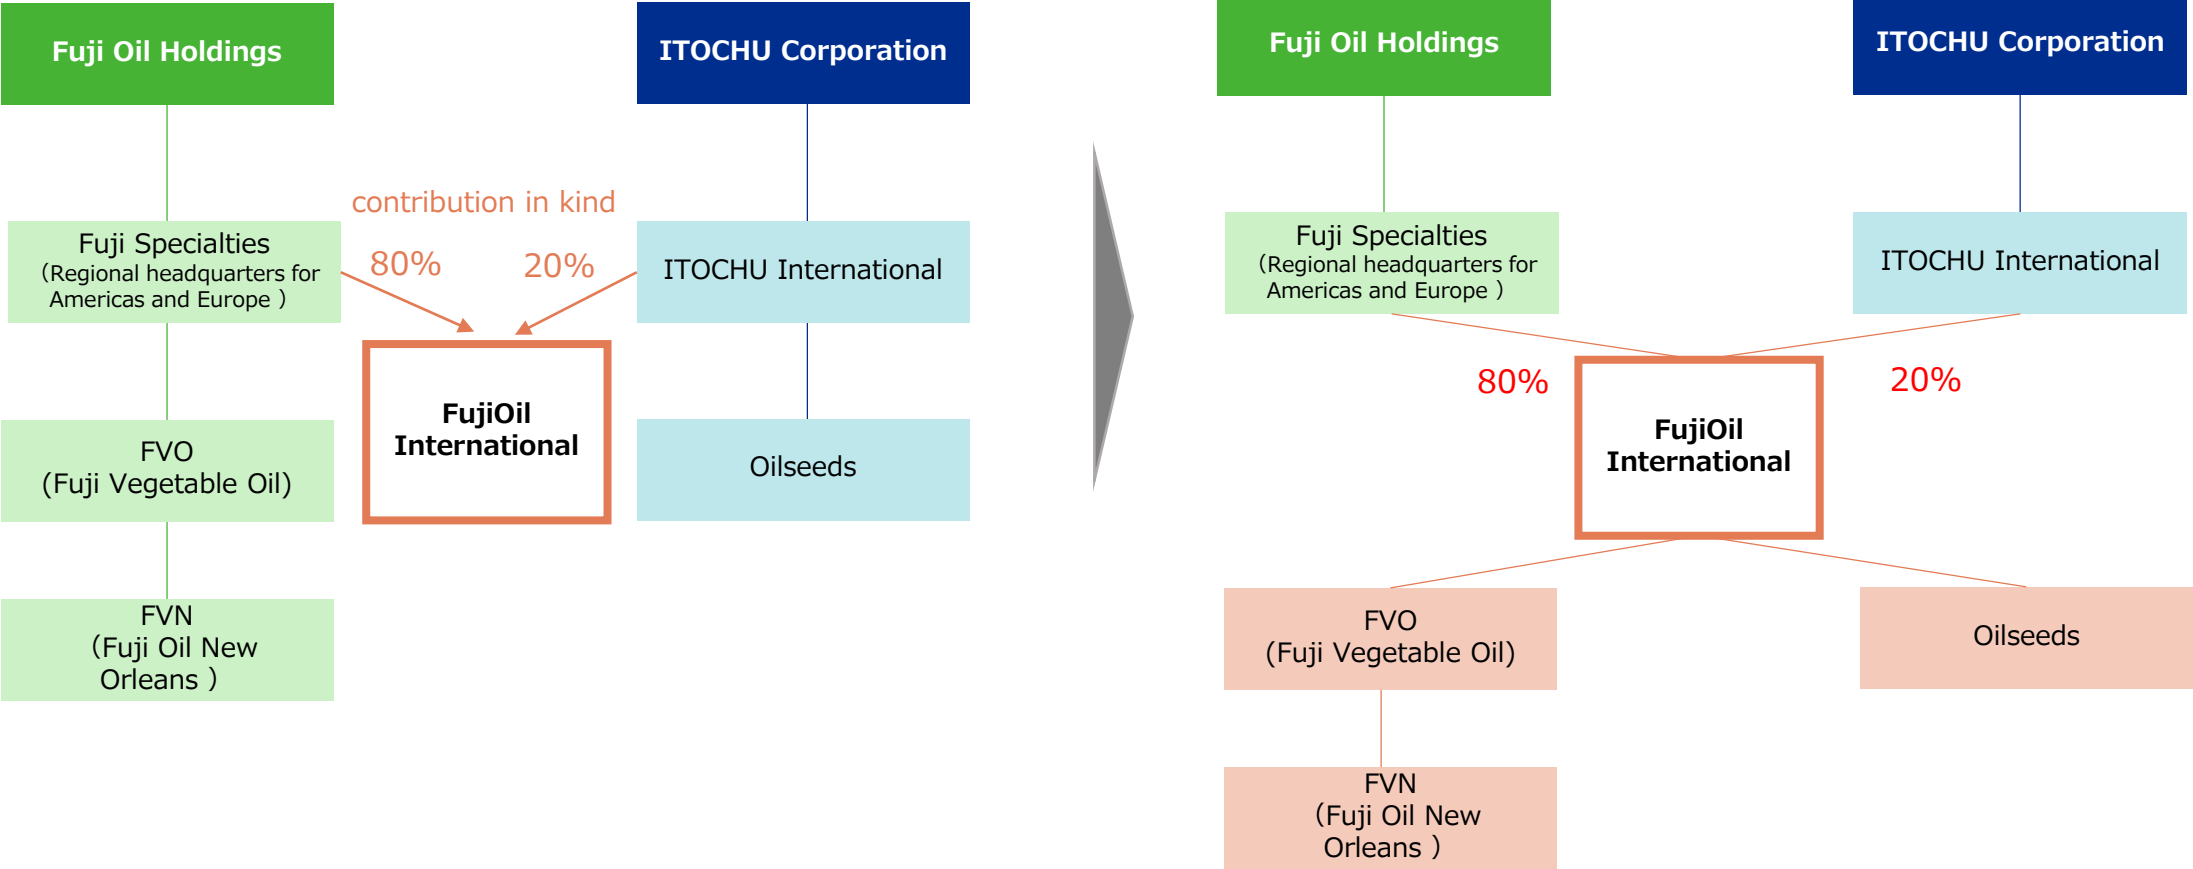 Fuji Oil Holdings
ITOCHU Corporation
contribution in kind
Fuji Specialties
（Regional headquarters for
Americas and Europe ）
80%
20%
ITOCHU International
FujiOil
International
FVO
(Fuji Vegetable Oil)
Oilseeds
FVN
（Fuji Oil New
Orleans ）
Fuji Oil Holdings
ITOCHU Corporation
Fuji Specialties
（Regional headquarters for
Americas and Europe ）
ITOCHU International
80%
20%
FujiOil
International
FVO
(Fuji Vegetable Oil)
Oilseeds
FVN
（Fuji Oil New
Orleans ）